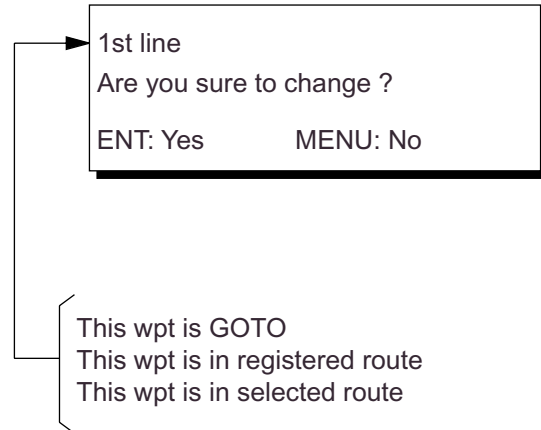 1st line
Are you sure to change ?
ENT: Yes MENU: No
This wpt is GOTO
This wpt is in registered route
This wpt is in selected route